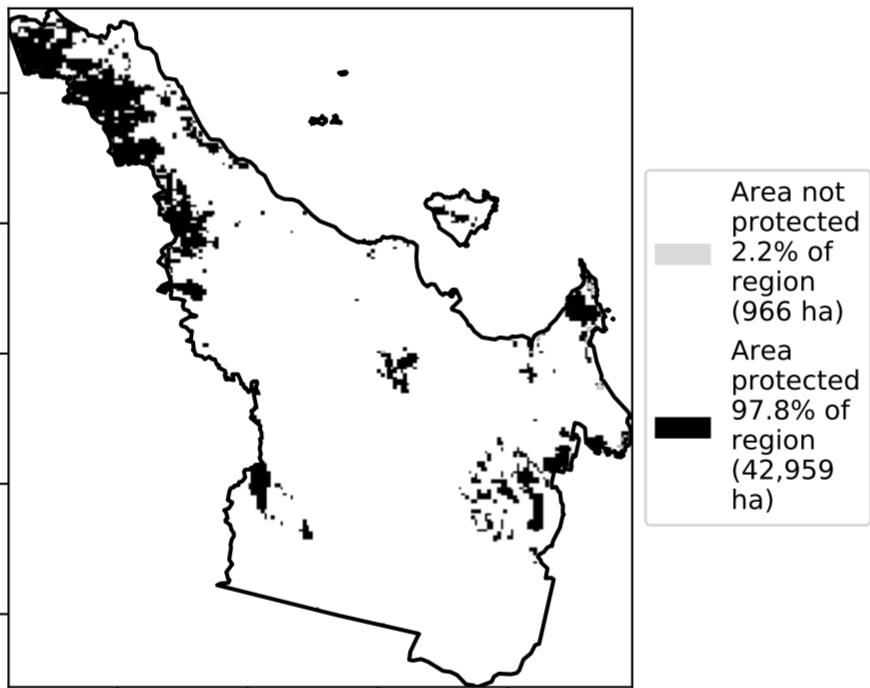 Area not
protected
2.2% of
region
(966 ha)
Area
protected
97.8% of
region
(42,959
ha)